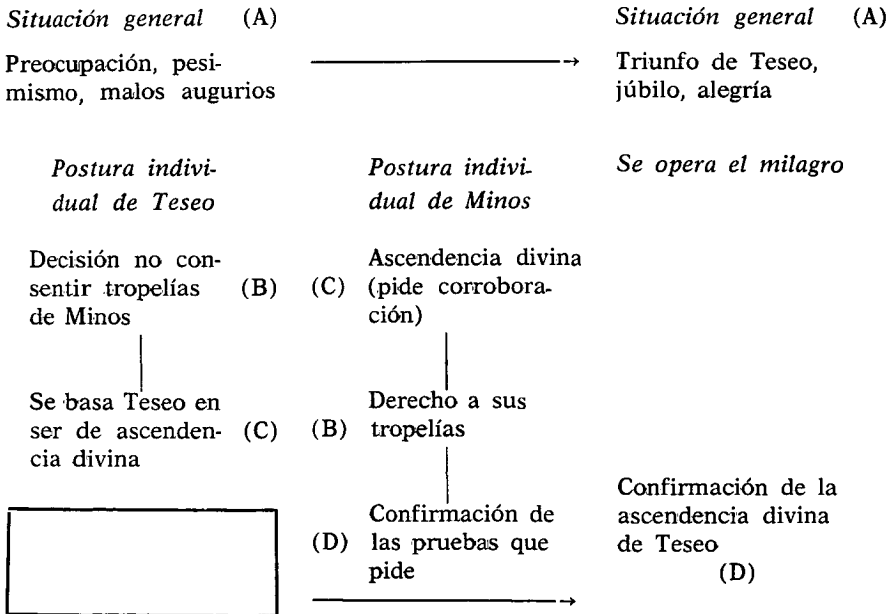 Situación general (A)
Preocupación, pesi-
mismo, malos augurios
Situación general (A)
Triunfo de Teseo,
júbilo, alegría
Postura indivi-
dual de Teseo
Postura indivi-
dual de Minos
Se opera el milagro
Decisión no con-
sentir tropelías (B)
de Minos
Ascendencia divina
(C) (pide corrobora-
ción)
Se basa Teseo en
ser de ascenden- (C)
cia divina
Derecho a sus
(B) tropelías
Confirmación de
(D) las pruebas que
pide
Confirmación de la
ascendencia divina
de Teseo
(D)